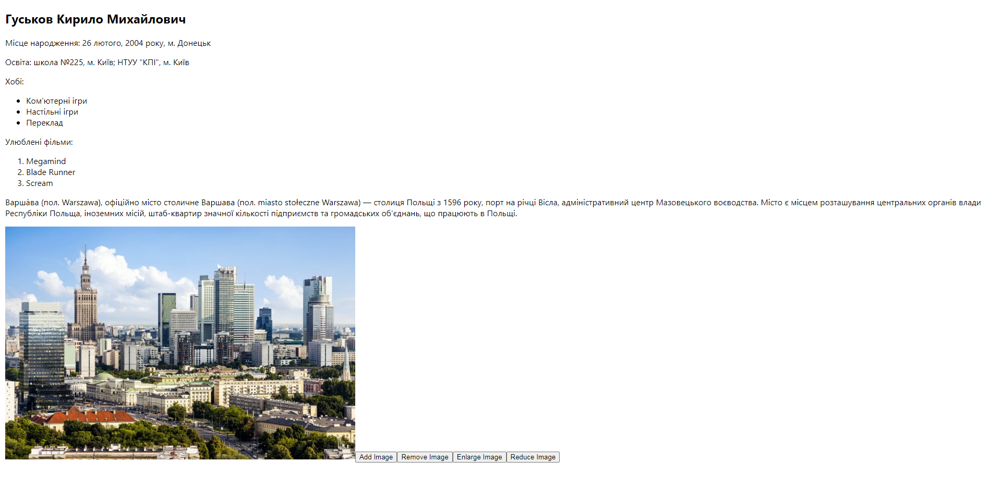 Гуськов Кирило Михайлович
Місце народження: 26 лютого, 2004 року, м. Донецьк
Освіта: школа №225, м. Київ; НТУУ "КПІ", м. Київ
Хобі:
• Ком'ютерні ігри
• Настільні ігри
• Переклад
Улюблені фільми:
1. Megamind
2. Blade Runner
3. Scream
Варша́ва (пол. Warszawa), офіційно місто столичне Варшава (пол. miasto stołeczne Warszawa) — столиця Польщі з 1596 року, порт на річці Вісла, адміністративний центр Мазовецького воєводства. Місто є місцем розташування центральних органів влади
Республіки Польща, іноземних місій, штаб-квартир значної кількості підприємств та громадських об'єднань, що працюють в Польщі.
Add Image Remove Image Enlarge Image Reduce Image